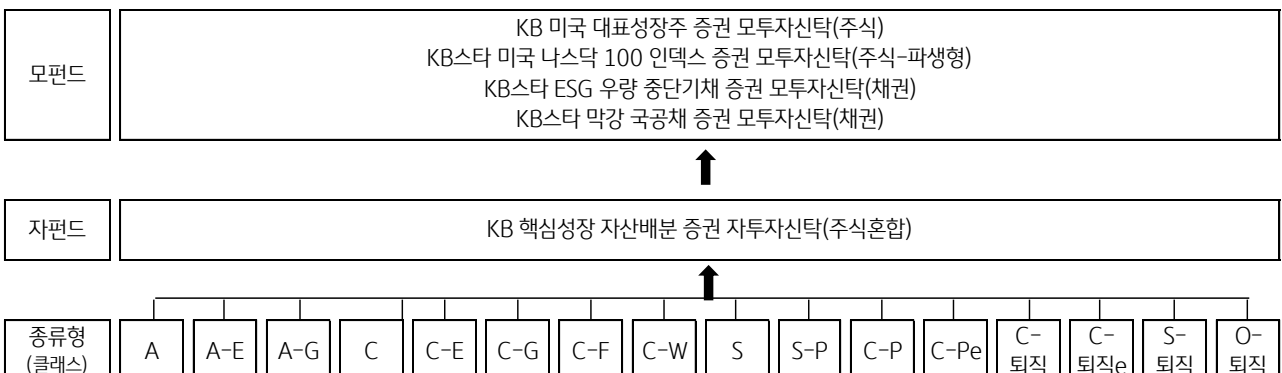 모펀드
KB 미국 대표성장주 증권 모투자신탁(주식)
KB스타 미국 나스닥 100 인덱스 증권 모투자신탁(주식-파생형)
KB스타 ESG 우량 중단기채 증권 모투자신탁(채권)
KB스타 막강 국공채 증권 모투자신탁(채권)
자펀드
KB 핵심성장 자산배분 증권 자투자신탁(주식혼합)
종류형
(클래스)
A
A-E
A-G
C
C-E
C-G
C-F
C-W
S
S-P
C-P
C-Pe
C-
퇴직
C-
퇴직e
S-
퇴직
O-
퇴직